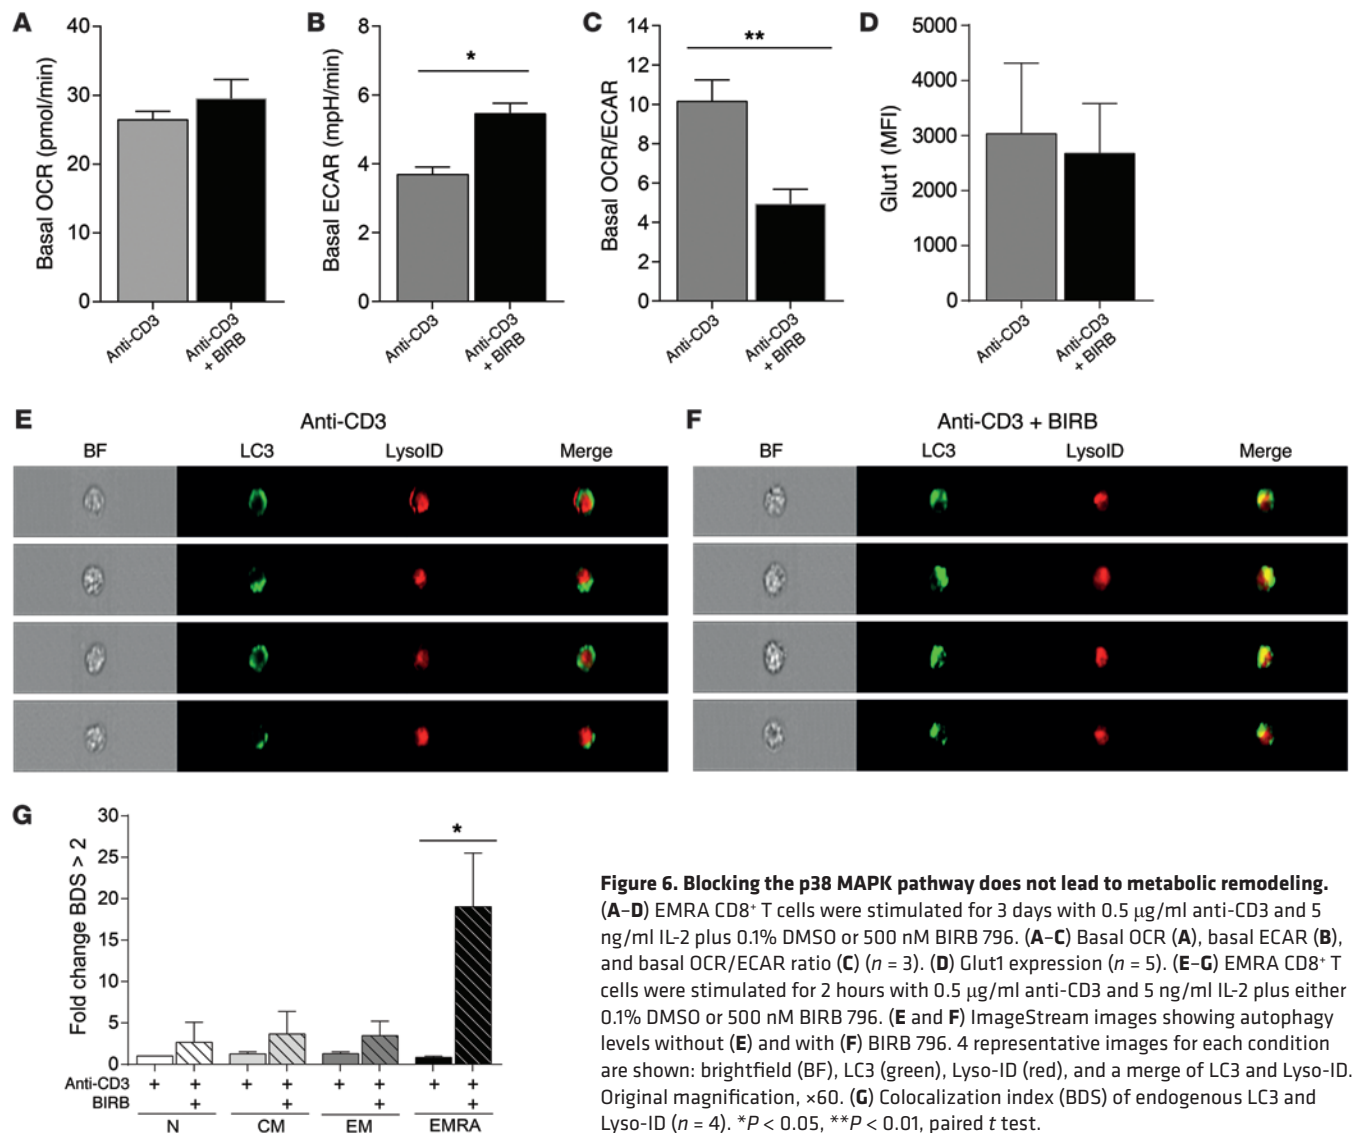 A
Basal OCR (pmol/min)
40
30
20
10
0
Anti-CD3
Anti-CD3
+ BIRB
B
Basal ECAR (mpH/min)
8
6
4
2
0
*
Anti-CD3
Anti-CD3
+ BIRB
C
Basal OCR/ECAR
14
12
10
8
6
4
2
0
**
Anti-CD3
Anti-CD3
+ BIRB
D
Glut1 (MFI)
5000
4000
3000
2000
1000
0
Anti-CD3
Anti-CD3
+ BIRB
E
Anti-CD3
BF LC3 LysoID Merge
F
Anti-CD3 + BIRB
BF LC3 LysoID Merge
G
Fold change BDS > 2
30
25
20
15
10
5
0
*
Anti-CD3 + + + + + + + +
BIRB + + + +
N CM EM EMRA
Figure 6. Blocking the p38 MAPK pathway does not lead to metabolic remodeling.
(A–D) EMRA CD8⁺ T cells were stimulated for 3 days with 0.5 μg/ml anti-CD3 and 5
ng/ml IL-2 plus 0.1% DMSO or 500 nM BIRB 796. (A–C) Basal OCR (A), basal ECAR (B),
and basal OCR/ECAR ratio (C) (n = 3). (D) Glut1 expression (n = 5). (E–G) EMRA CD8⁺ T
cells were stimulated for 2 hours with 0.5 μg/ml anti-CD3 and 5 ng/ml IL-2 plus either
0.1% DMSO or 500 nM BIRB 796. (E and F) ImageStream images showing autophagy
levels without (E) and with (F) BIRB 796. 4 representative images for each condition
are shown: brightfield (BF), LC3 (green), Lyso-ID (red), and a merge of LC3 and Lyso-ID.
Original magnification, ×60. (G) Colocalization index (BDS) of endogenous LC3 and
Lyso-ID (n = 4). *P < 0.05, **P < 0.01, paired t test.